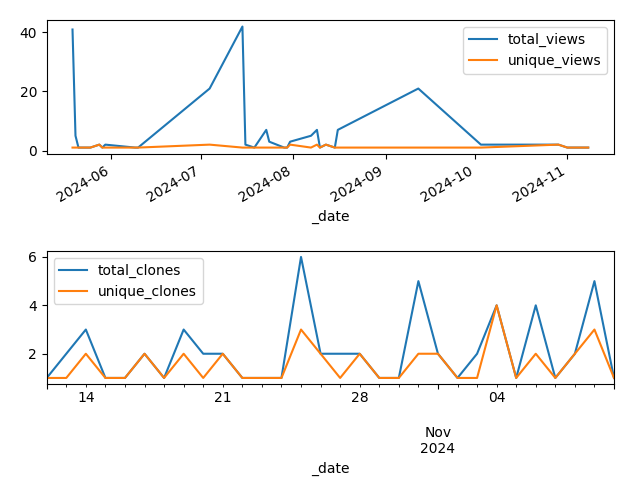 40
20
0
total_views
unique_views
2024-06
2024-07
2024-08
2024-09
2024-10
2024-11
_date
6
4
2
total_clones
unique_clones
14
21
28
04
Nov
2024
_date